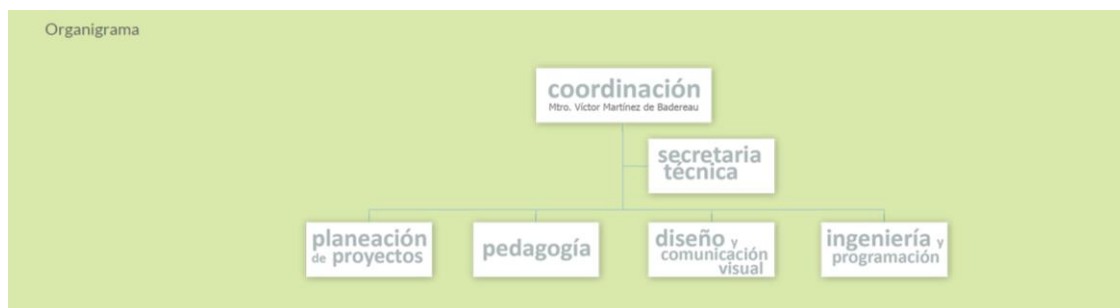 Organigrama
coordinación
Mtro. Víctor Martínez de Badereau
secretaria
técnica
planeación
de proyectos
pedagogía
diseño y
comunicación
visual
ingeniería y
programación